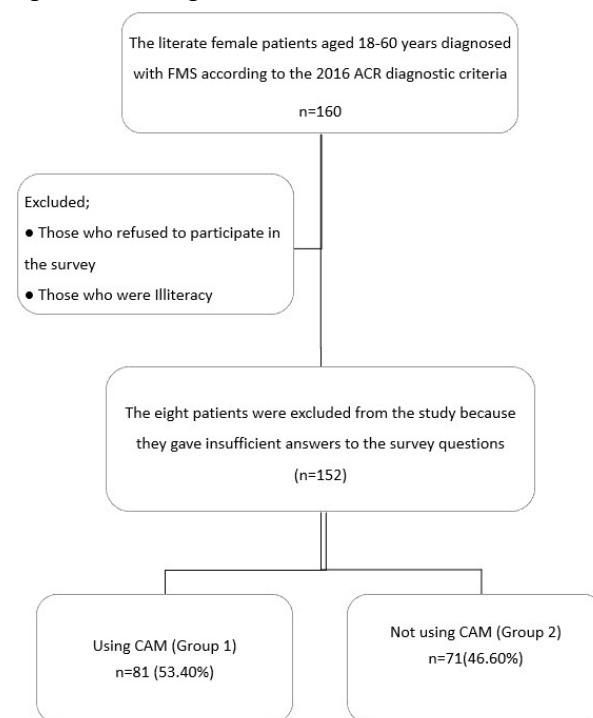 The literate female patients aged 18-60 years diagnosed
with FMS according to the 2016 ACR diagnostic criteria
n=160
Excluded;
● Those who refused to participate in
the survey
● Those who were Illiteracy
The eight patients were excluded from the study because
they gave insufficient answers to the survey questions
(n=152)
Using CAM (Group 1)
n=81 (53.40%)
Not using CAM (Group 2)
n=71(46.60%)